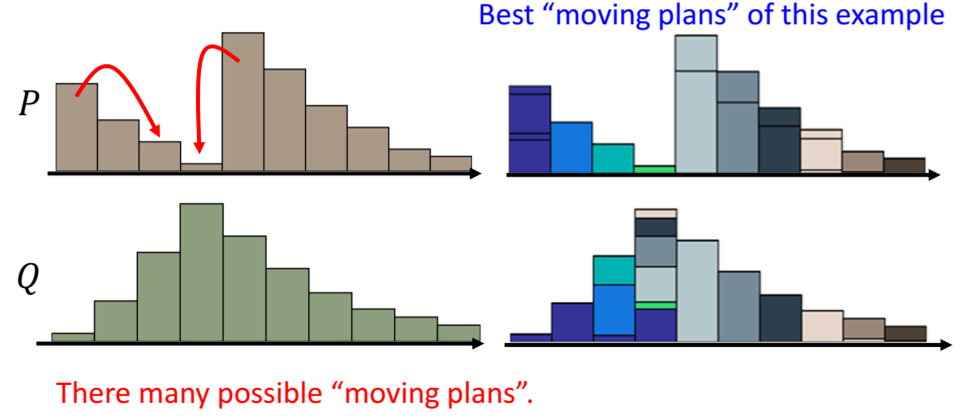 Best “moving plans” of this example
P
Q
There many possible “moving plans”.